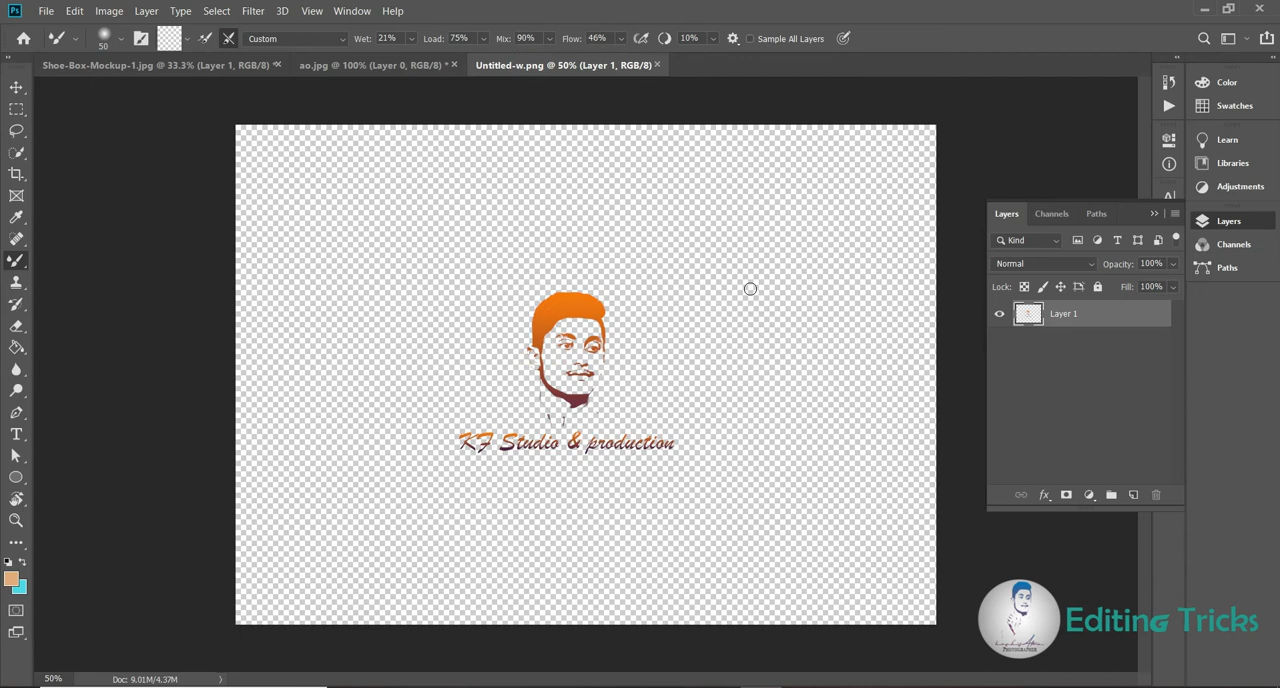 Ps File Edit Image Layer Type Select Filter 3D View Window Help
50 Custom Wet: 21% Load: 75% Mix: 90% Flow: 46% 10% Sample All Layers
Shoe-Box-Mockup-1.jpg @ 33.3% (Layer 1, RGB/8) * × ao.jpg @ 100% (Layer 0, RGB/8) * × Untitled-w.png @ 50% (Layer 1, RGB/8) ×
Color
Swatches
Learn
Libraries
Adjustments
Layers
Channels
Paths
Layers Channels Paths
Kind
Normal Opacity: 100%
Lock: Fill: 100%
Layer 1
KF Studio & production
Editing Tricks
PHOTOGRAPHER
50% Doc: 9.01M/4.37M